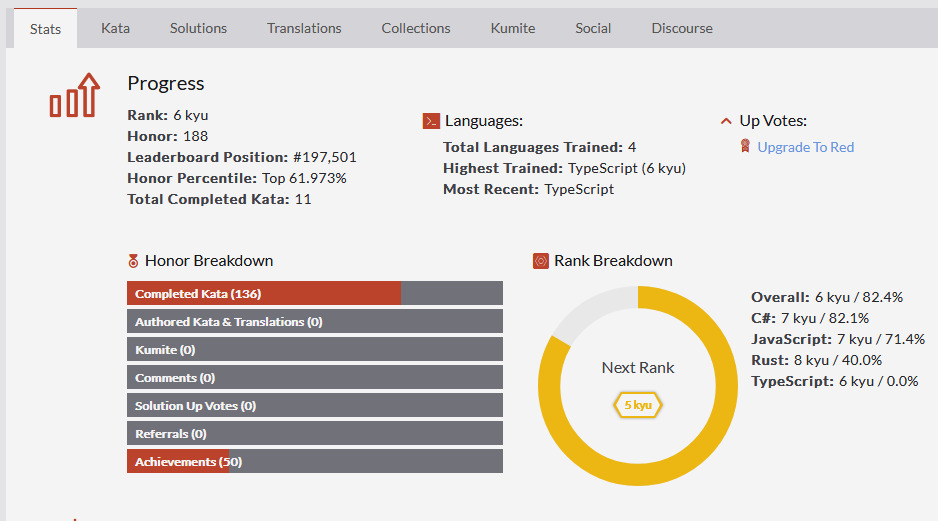 Stats Kata Solutions Translations Collections Kumite Social Discourse
Progress
Rank: 6 kyu
Honor: 188
Leaderboard Position: #197,501
Honor Percentile: Top 61.973%
Total Completed Kata: 11
Languages:
Total Languages Trained: 4
Highest Trained: TypeScript (6 kyu)
Most Recent: TypeScript
Up Votes:
Upgrade To Red
Honor Breakdown
Completed Kata (136)
Authored Kata & Translations (0)
Kumite (0)
Comments (0)
Solution Up Votes (0)
Referrals (0)
Achievements (50)
Rank Breakdown
Next Rank
5 kyu
Overall: 6 kyu / 82.4%
C#: 7 kyu / 82.1%
JavaScript: 7 kyu / 71.4%
Rust: 8 kyu / 40.0%
TypeScript: 6 kyu / 0.0%